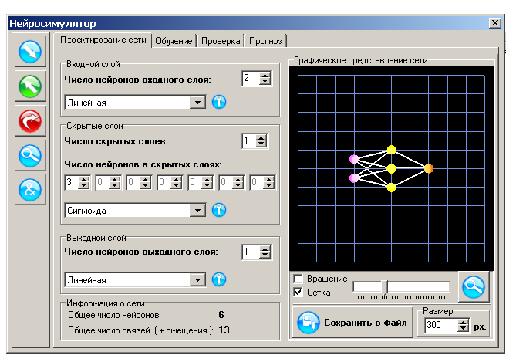 Нейросимулятор
Проектирование сети Обучение Проверка Прогноз
Входной слой
Число нейронов входного слоя: 2
Линейная
Скрытые слои
Число скрытых слоев 1
Число нейронов в скрытых слоях:
3 0 0 0 0 0 0
Сигмоида
Выходной слой
Число нейронов выходного слоя: 1
Линейная
Информация о сети
Общее число нейронов 6
Общее число связей ( + смещения ) 13
Графическое представление сети
Вращение
Сетка
Сохранить в файл
Размер
300 px.